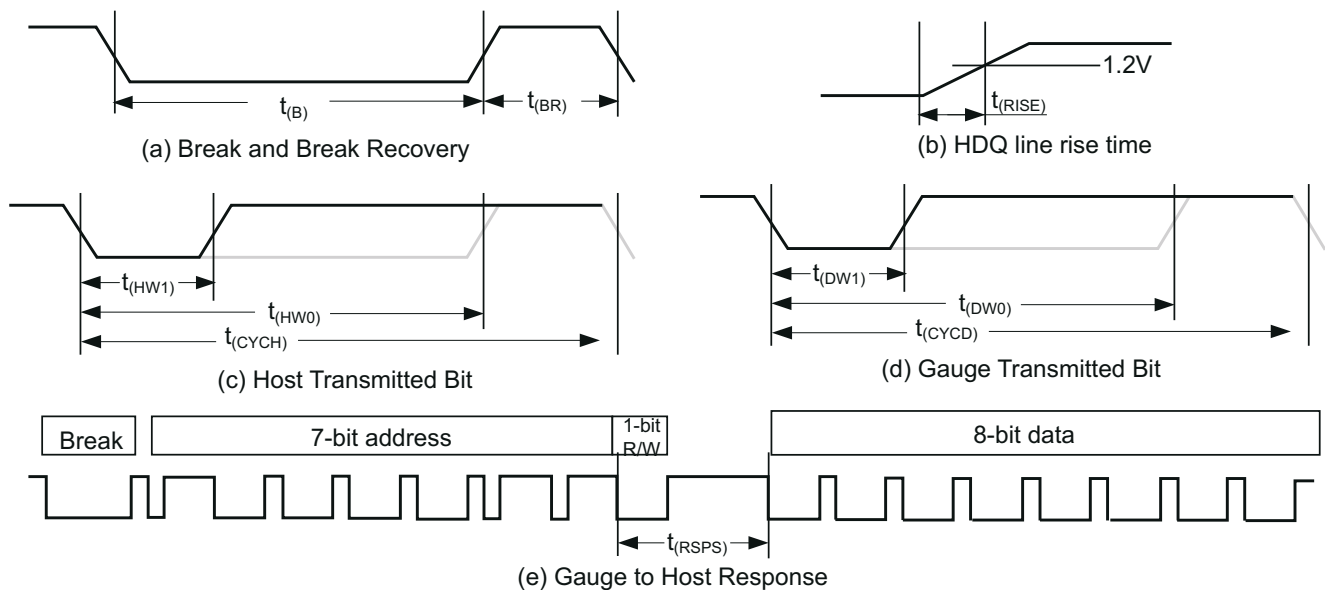 t(B)
t(BR)
(a) Break and Break Recovery
1.2V
t(RISE)
(b) HDQ line rise time
t(HW1)
t(HW0)
t(CYCH)
(c) Host Transmitted Bit
t(DW1)
t(DW0)
t(CYCD)
(d) Gauge Transmitted Bit
Break
7-bit address
1-bit
R/W
8-bit data
t(RSPS)
(e) Gauge to Host Response